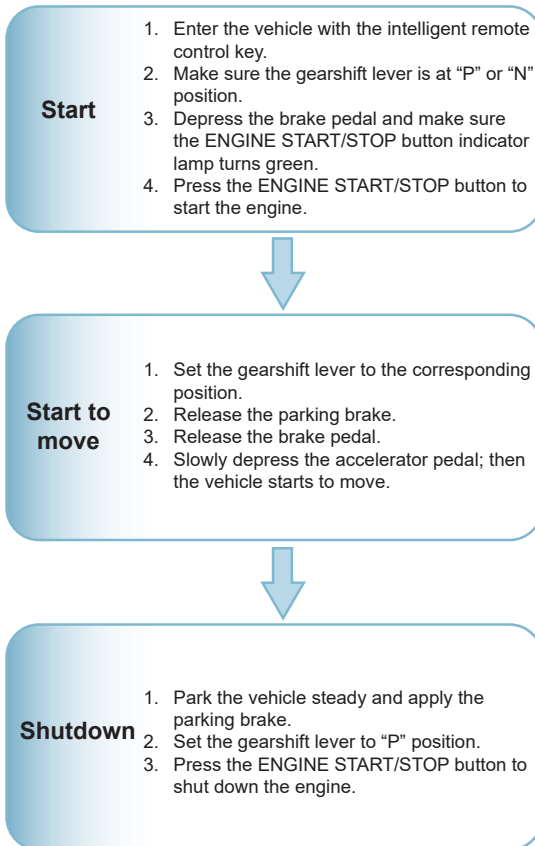 Start
1. Enter the vehicle with the intelligent remote
control key.
2. Make sure the gearshift lever is at “P” or “N”
position.
3. Depress the brake pedal and make sure
the ENGINE START/STOP button indicator
lamp turns green.
4. Press the ENGINE START/STOP button to
start the engine.
Start to
move
1. Set the gearshift lever to the corresponding
position.
2. Release the parking brake.
3. Release the brake pedal.
4. Slowly depress the accelerator pedal; then
the vehicle starts to move.
Shutdown
1. Park the vehicle steady and apply the
parking brake.
2. Set the gearshift lever to “P” position.
3. Press the ENGINE START/STOP button to
shut down the engine.